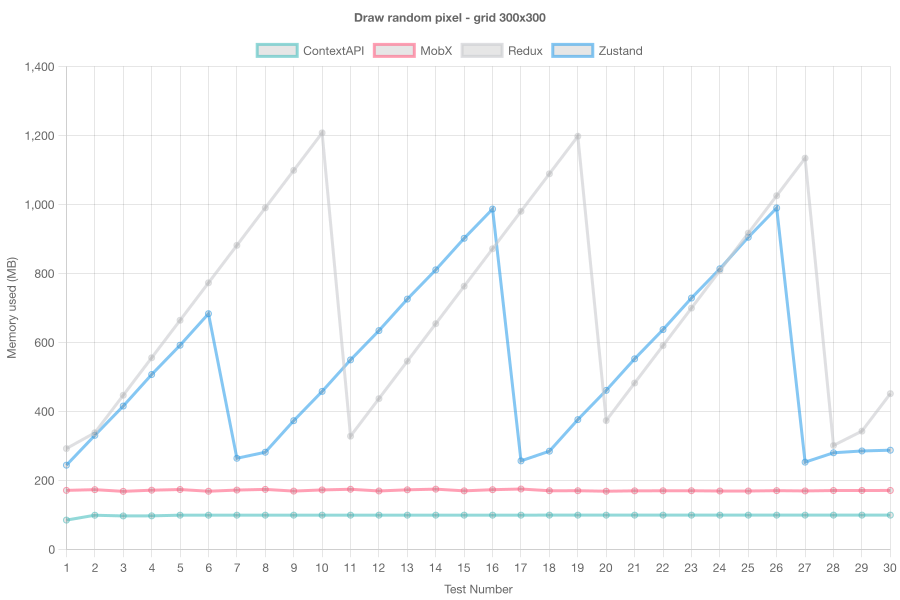 Draw random pixel - grid 300x300
ContextAPI MobX Redux Zustand
1,400
1,200
1,000
800
600
400
200
0
Memory used (MB)
1 2 3 4 5 6 7 8 9 10 11 12 13 14 15 16 17 18 19 20 21 22 23 24 25 26 27 28 29 30
Test Number